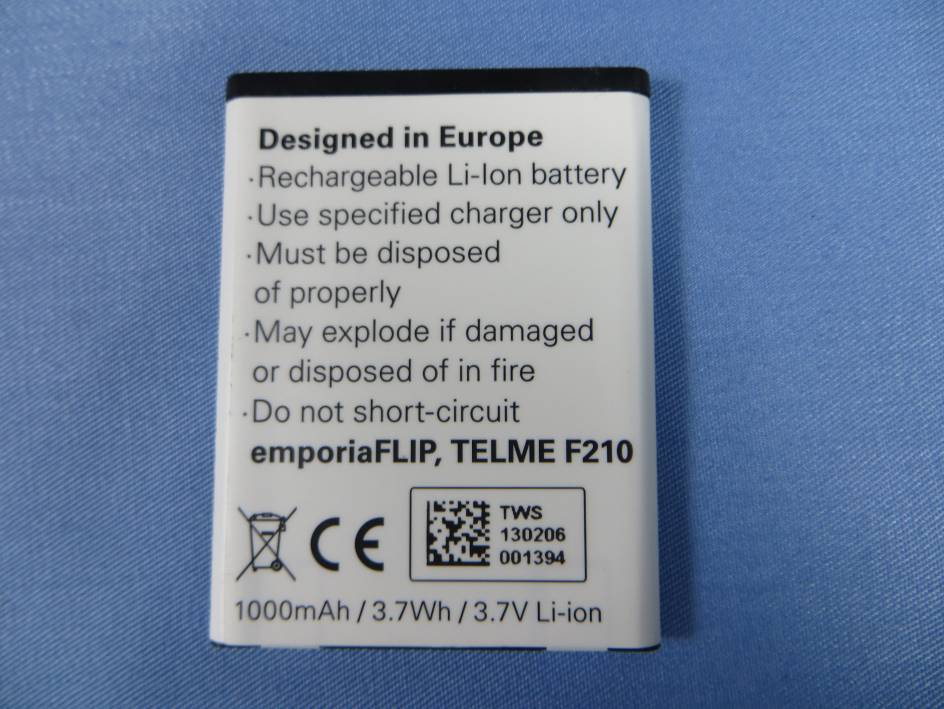 Designed in Europe
·Rechargeable Li-Ion battery
·Use specified charger only
·Must be disposed
of properly
·May explode if damaged
or disposed of in fire
·Do not short-circuit
emporiaFLIP, TELME F210
CE
TWS
130206
001394
1000mAh / 3.7Wh / 3.7V Li-ion